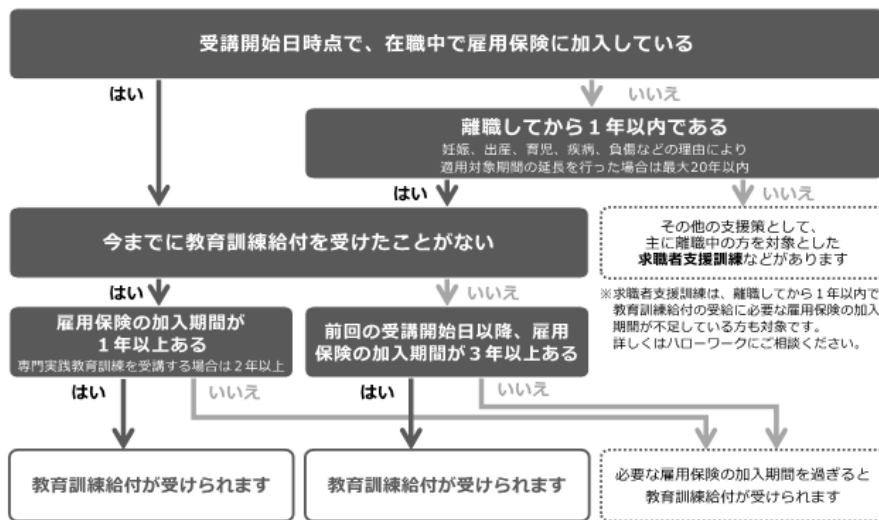 受講開始日時点で、在職中で雇用保険に加入している
はい
いいえ
離職してから1年以内である
妊娠、出産、育児、疾病、負傷などの理由により
適用対象期間の延長を行った場合は最大20年以内
はい
いいえ
今までに教育訓練給付を受けたことがない
その他の支援策として、
主に離職中の方を対象とした
求職者支援訓練などがあります
※求職者支援訓練は、離職してから1年以内で
教育訓練給付の受給に必要な雇用保険の加入
期間が不足している方も対象です。
詳しくはハローワークにご相談ください。
はい
いいえ
雇用保険の加入期間が
1年以上ある
専門実践教育訓練を受講する場合は2年以上
前回の受講開始日以降、雇用
保険の加入期間が3年以上ある
はい
いいえ
はい
いいえ
教育訓練給付が受けられます
教育訓練給付が受けられます
必要な雇用保険の加入期間を過ぎると
教育訓練給付が受けられます